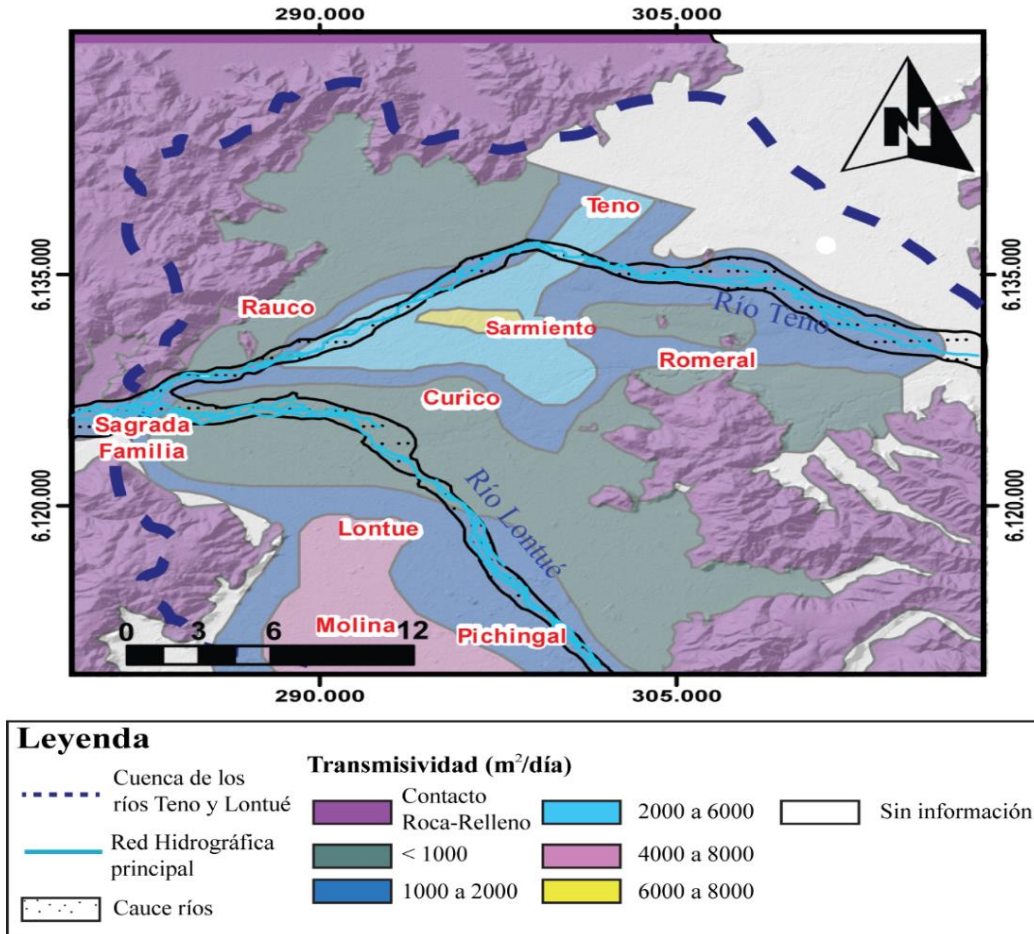 290.000
305.000
6.135.000
6.135.000
6.120.000
6.120.000
N
Teno
Rauco
Sarmiento
Río Teno
Romeral
Curico
Sagrada
Familia
Río Lontué
Lontue
Molina
Pichingal
0 3 6 12
290.000
305.000
Leyenda
Cuenca de los
ríos Teno y Lontué
Red Hidrográfica
principal
Cauce ríos
Transmisividad (m²/día)
Contacto
Roca-Relleno
< 1000
1000 a 2000
2000 a 6000
4000 a 8000
6000 a 8000
Sin información